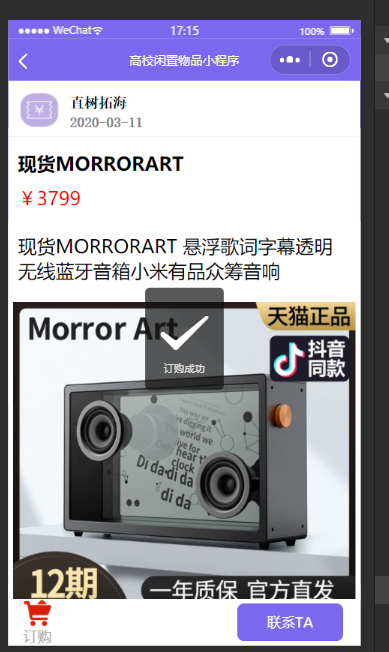 WeChat
17:15
100%
高校闲置物品小程序
直树拓海
2020-03-11
现货MORRORART
￥3799
现货MORRORART 悬浮歌词字幕透明
无线蓝牙音箱小米有品众筹音响
订购成功
Morror Art
天猫正品
抖音
同款
Di da di da
di da
12期
一年质保 官方直发
订购
联系TA